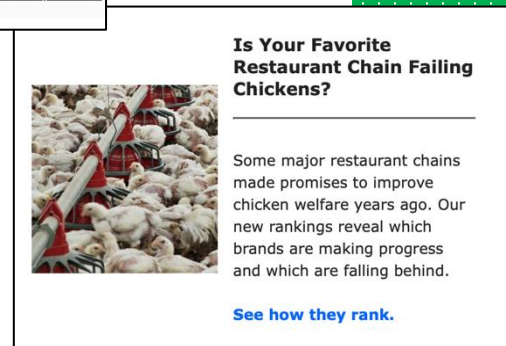 Is Your Favorite
Restaurant Chain Failing
Chickens?
Some major restaurant chains
made promises to improve
chicken welfare years ago. Our
new rankings reveal which
brands are making progress
and which are falling behind.
See how they rank.